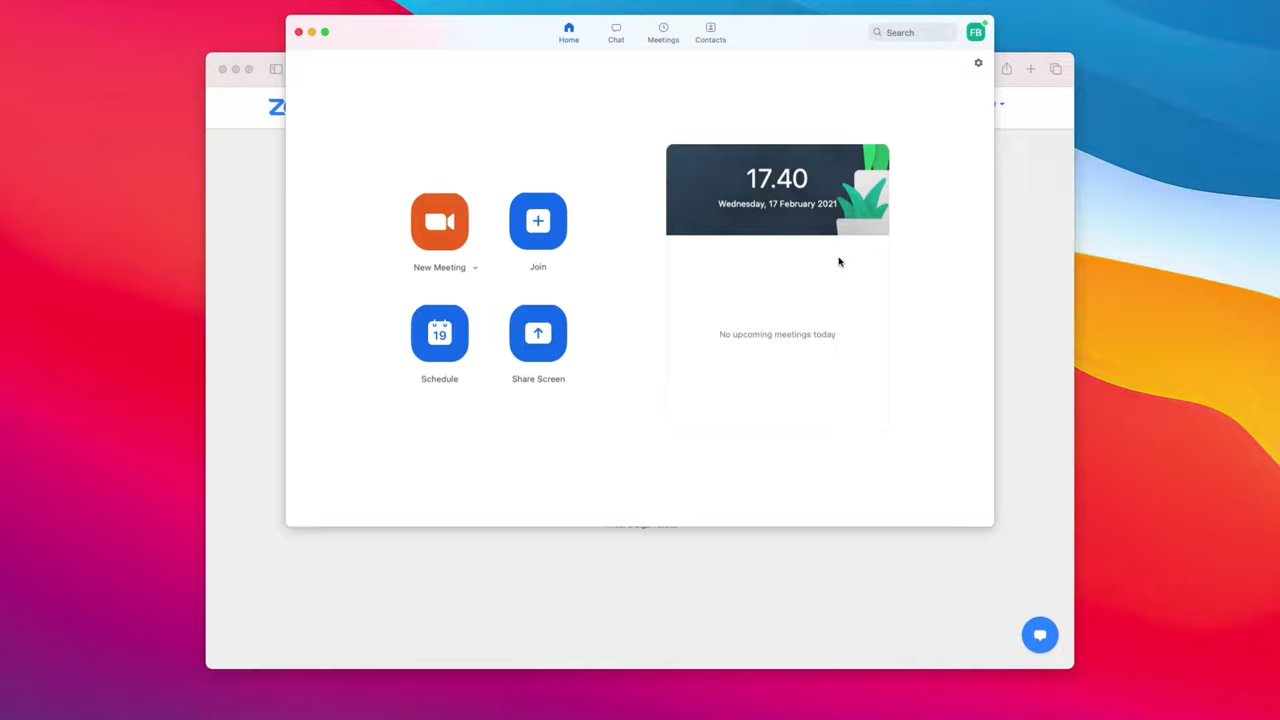 Home
Chat
Meetings
Contacts
Search
FB
17.40
Wednesday, 17 February 2021
New Meeting
Join
19
Schedule
Share Screen
No upcoming meetings today